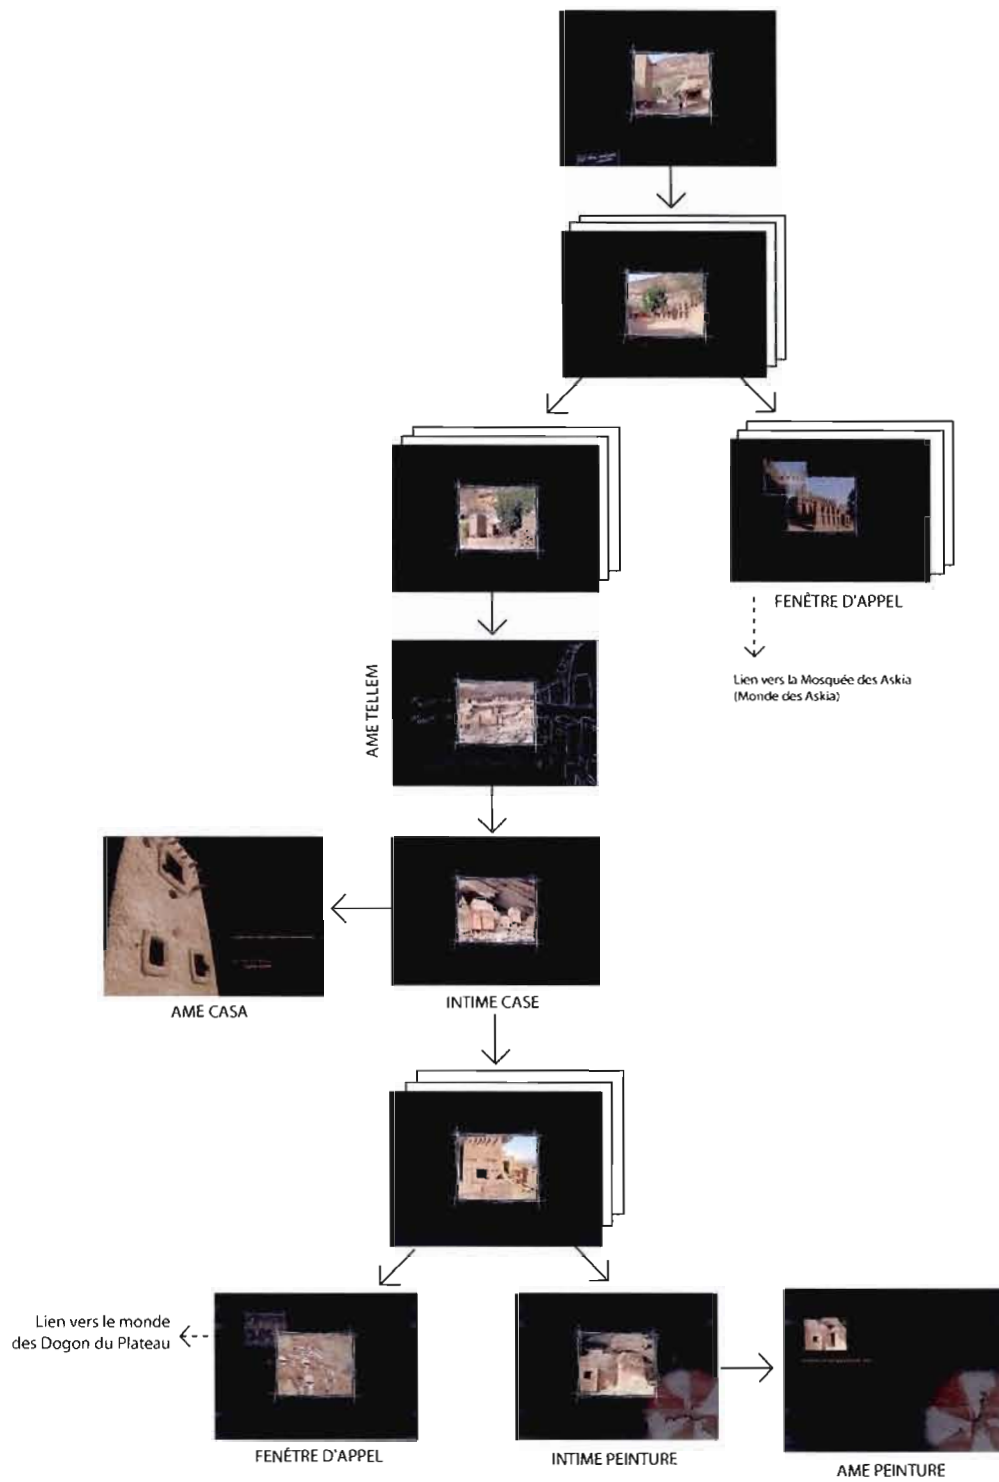 FENÊTRE D'APPEL
Lien vers la Mosquée des Askia
(Monde des Askia)
AME TELLEM
AME CASA
INTIME CASE
Lien vers le monde
des Dogon du Plateau
FENÊTRE D'APPEL
INTIME PEINTURE
AME PEINTURE